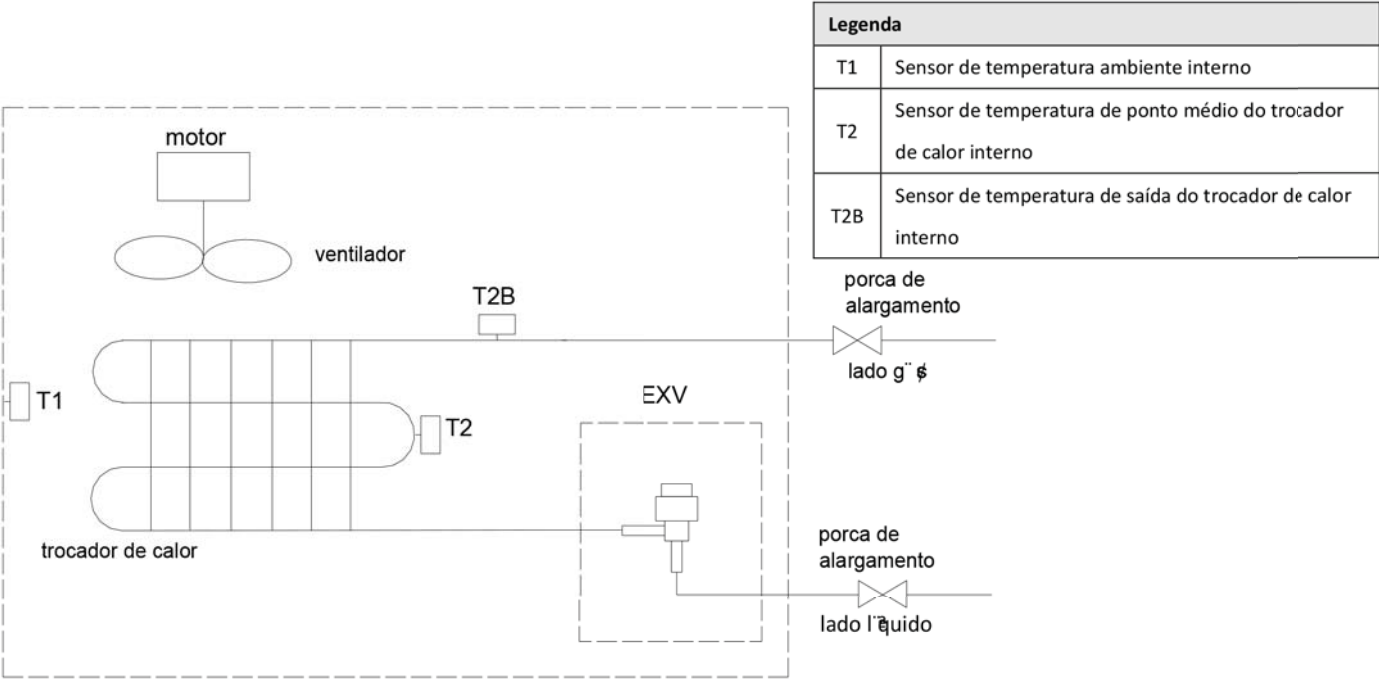 Legenda
T1 Sensor de temperatura ambiente interno
T2 Sensor de temperatura de ponto médio do trocador
de calor interno
T2B Sensor de temperatura de saída do trocador de calor
interno
motor
ventilador
T2B
porca de
alargamento
lado
T1
T2
EXV
trocador de calor
porca de
alargamento
lado